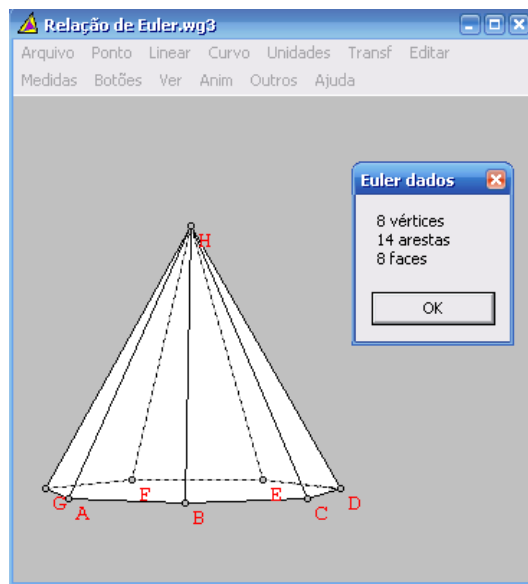 Relação de Euler.wg3
Arquivo Ponto Linear Curvo Unidades Transf Editar
Medidas Botões Ver Anim Outros Ajuda
Euler dados
8 vértices
14 arestas
8 faces
OK
H
F E
G A B C D